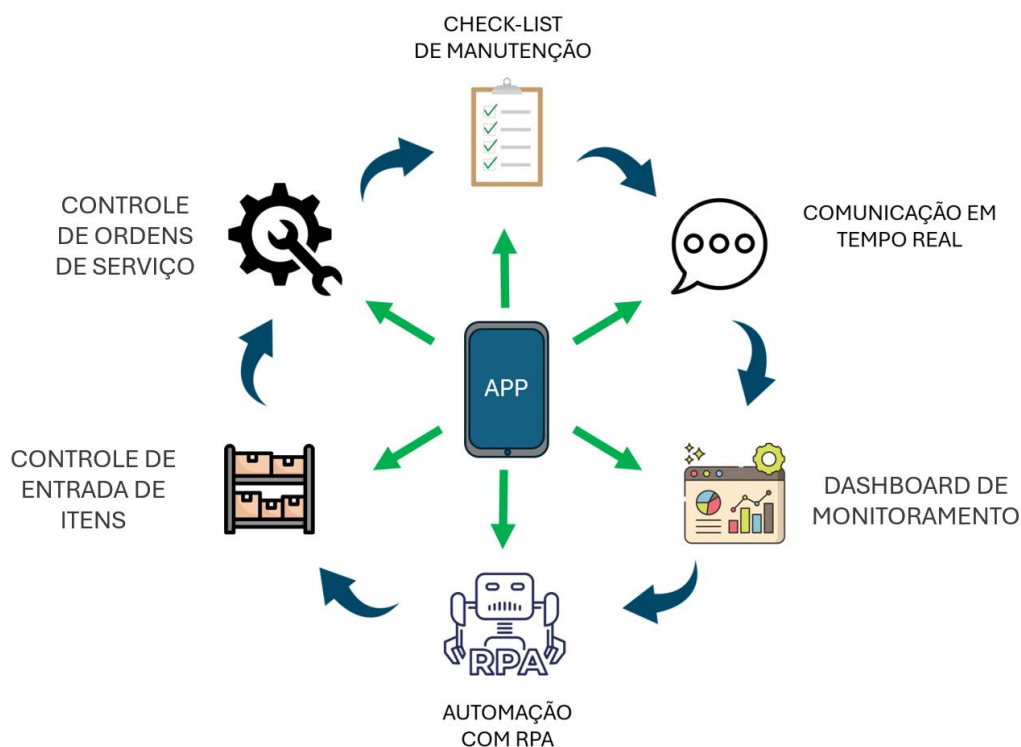 CHECK-LIST
DE MANUTENÇÃO
CONTROLE
DE ORDENS
DE SERVIÇO
COMUNICAÇÃO EM
TEMPO REAL
APP
CONTROLE DE
ENTRADA DE
ITENS
DASHBOARD DE
MONITORAMENTO
RPA
AUTOMAÇÃO
COM RPA